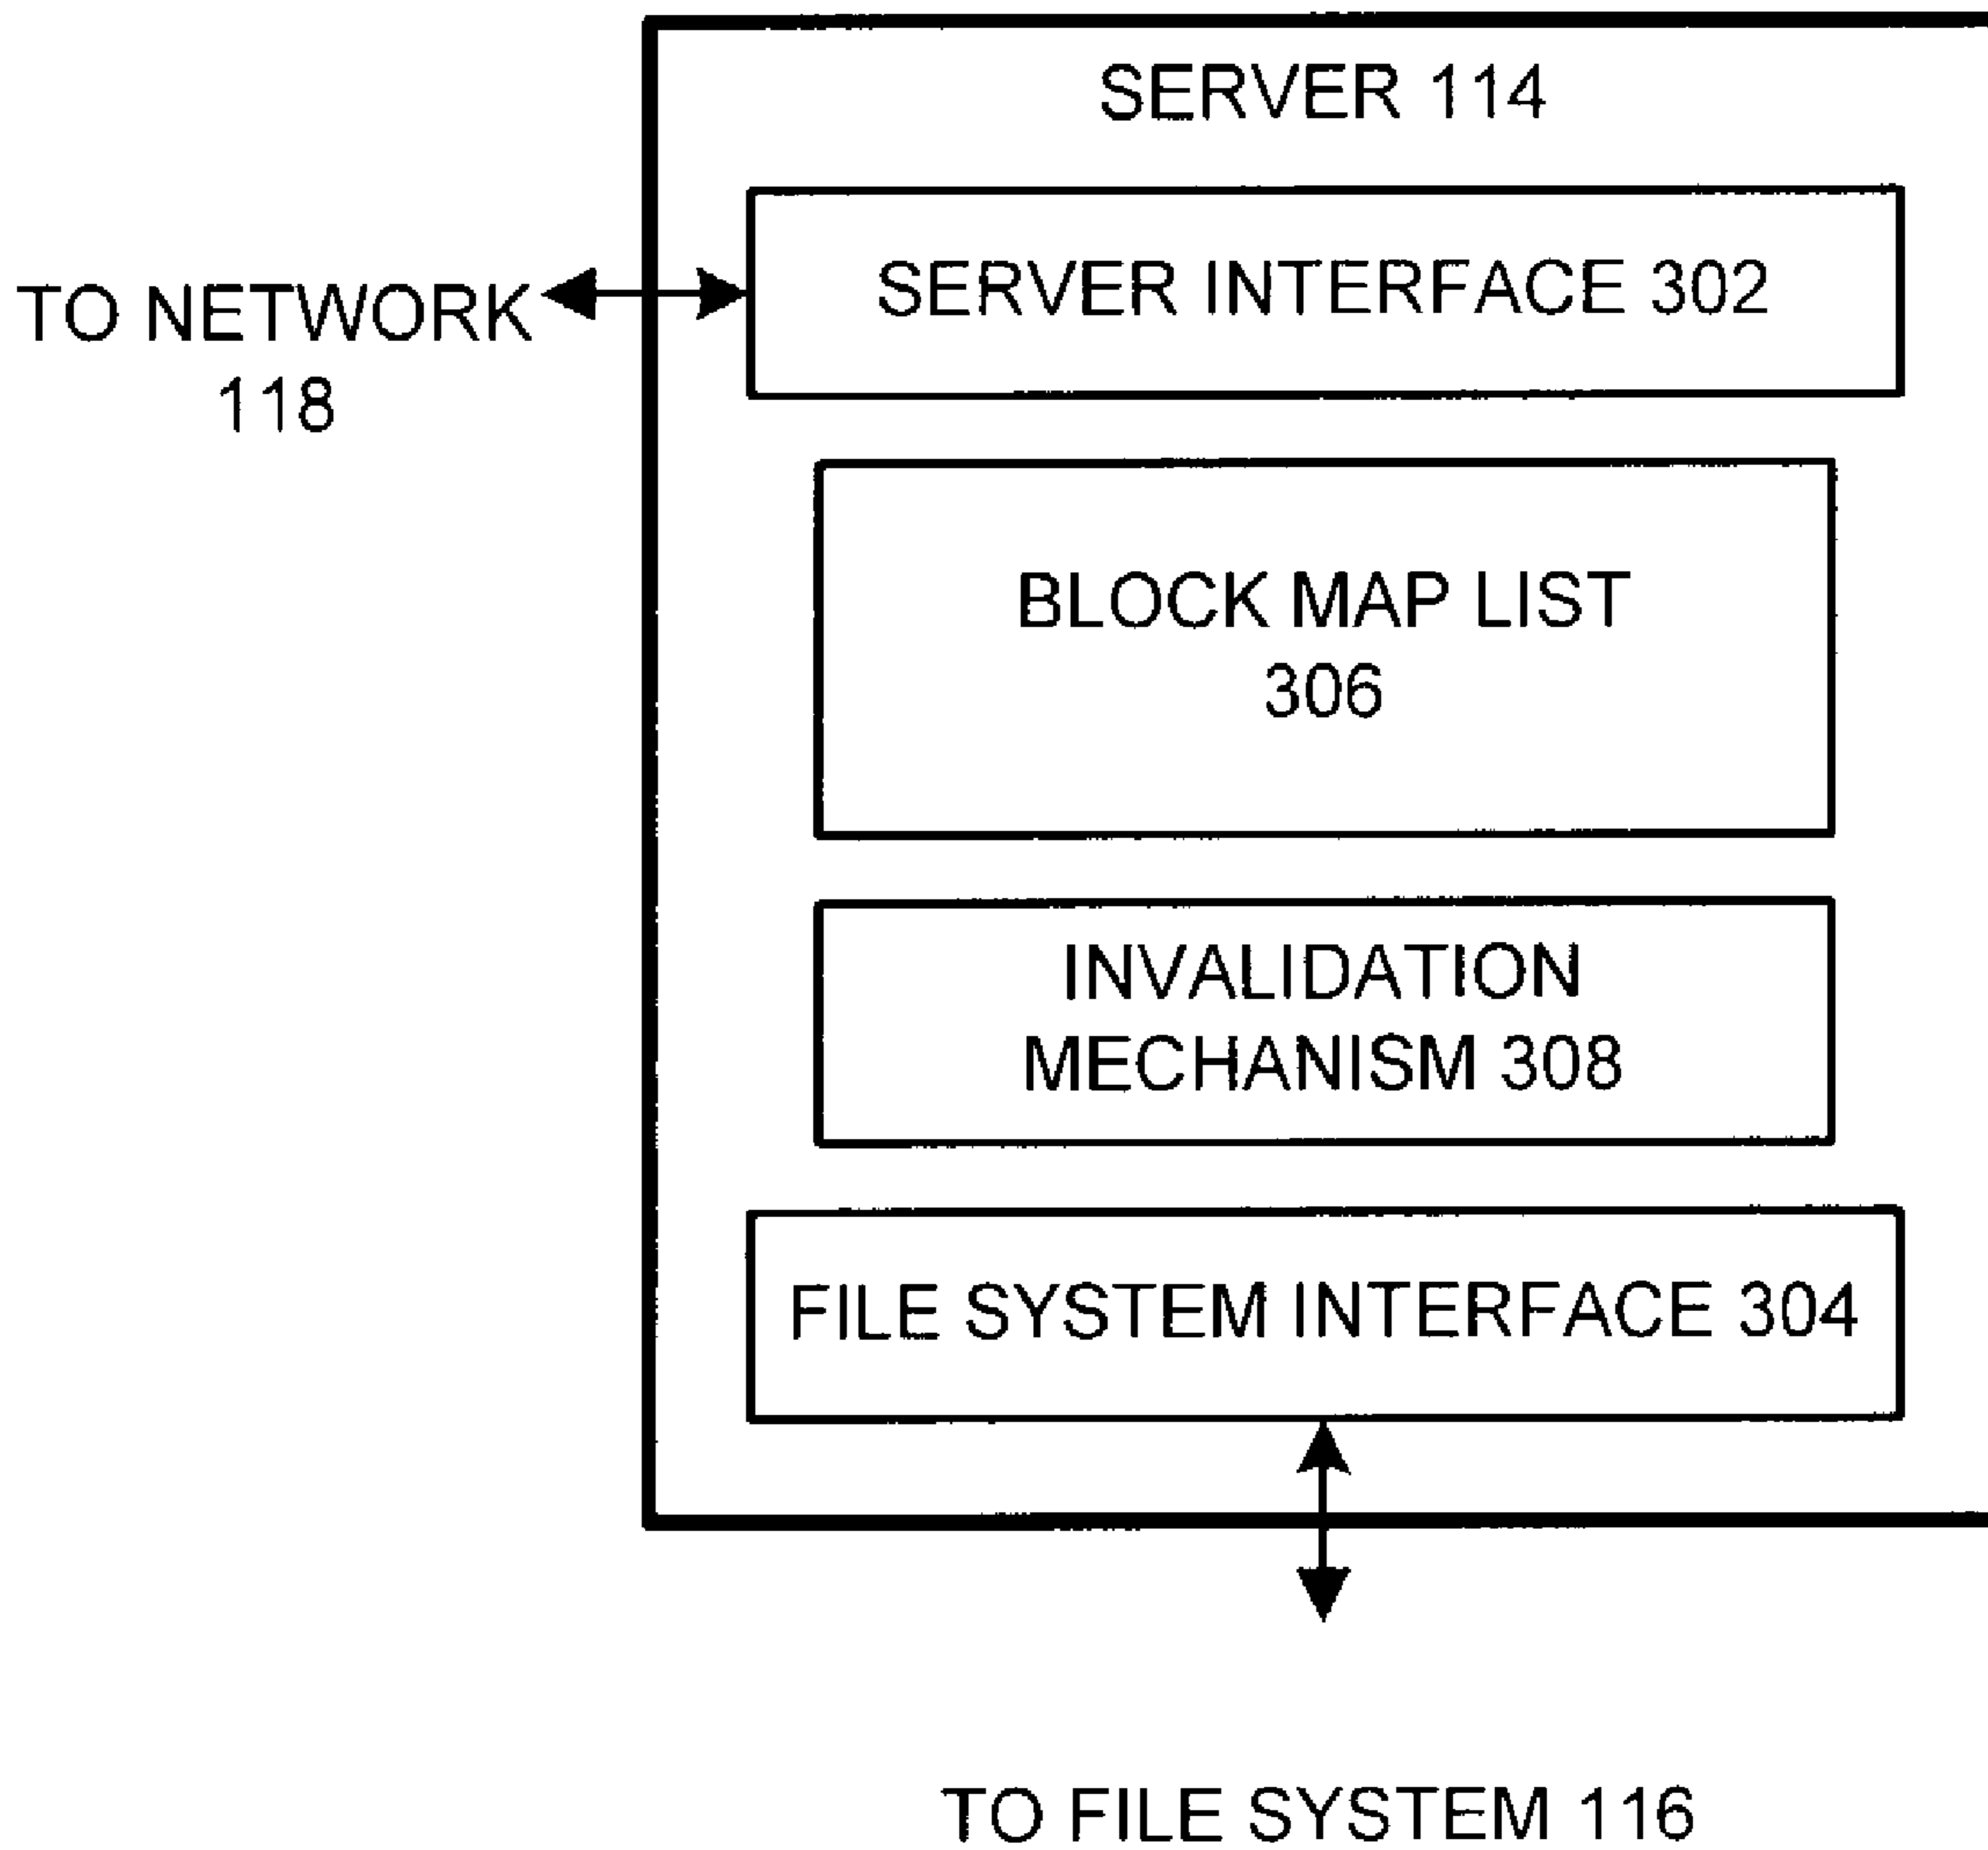 SERVER 114
SERVER INTERFACE 302
TO NETWORK
118
BLOCK MAP LIST
306
INVALIDATION
MECHANISM 308
FILE SYSTEM INTERFACE 304
TO FILE SYSTEM 116